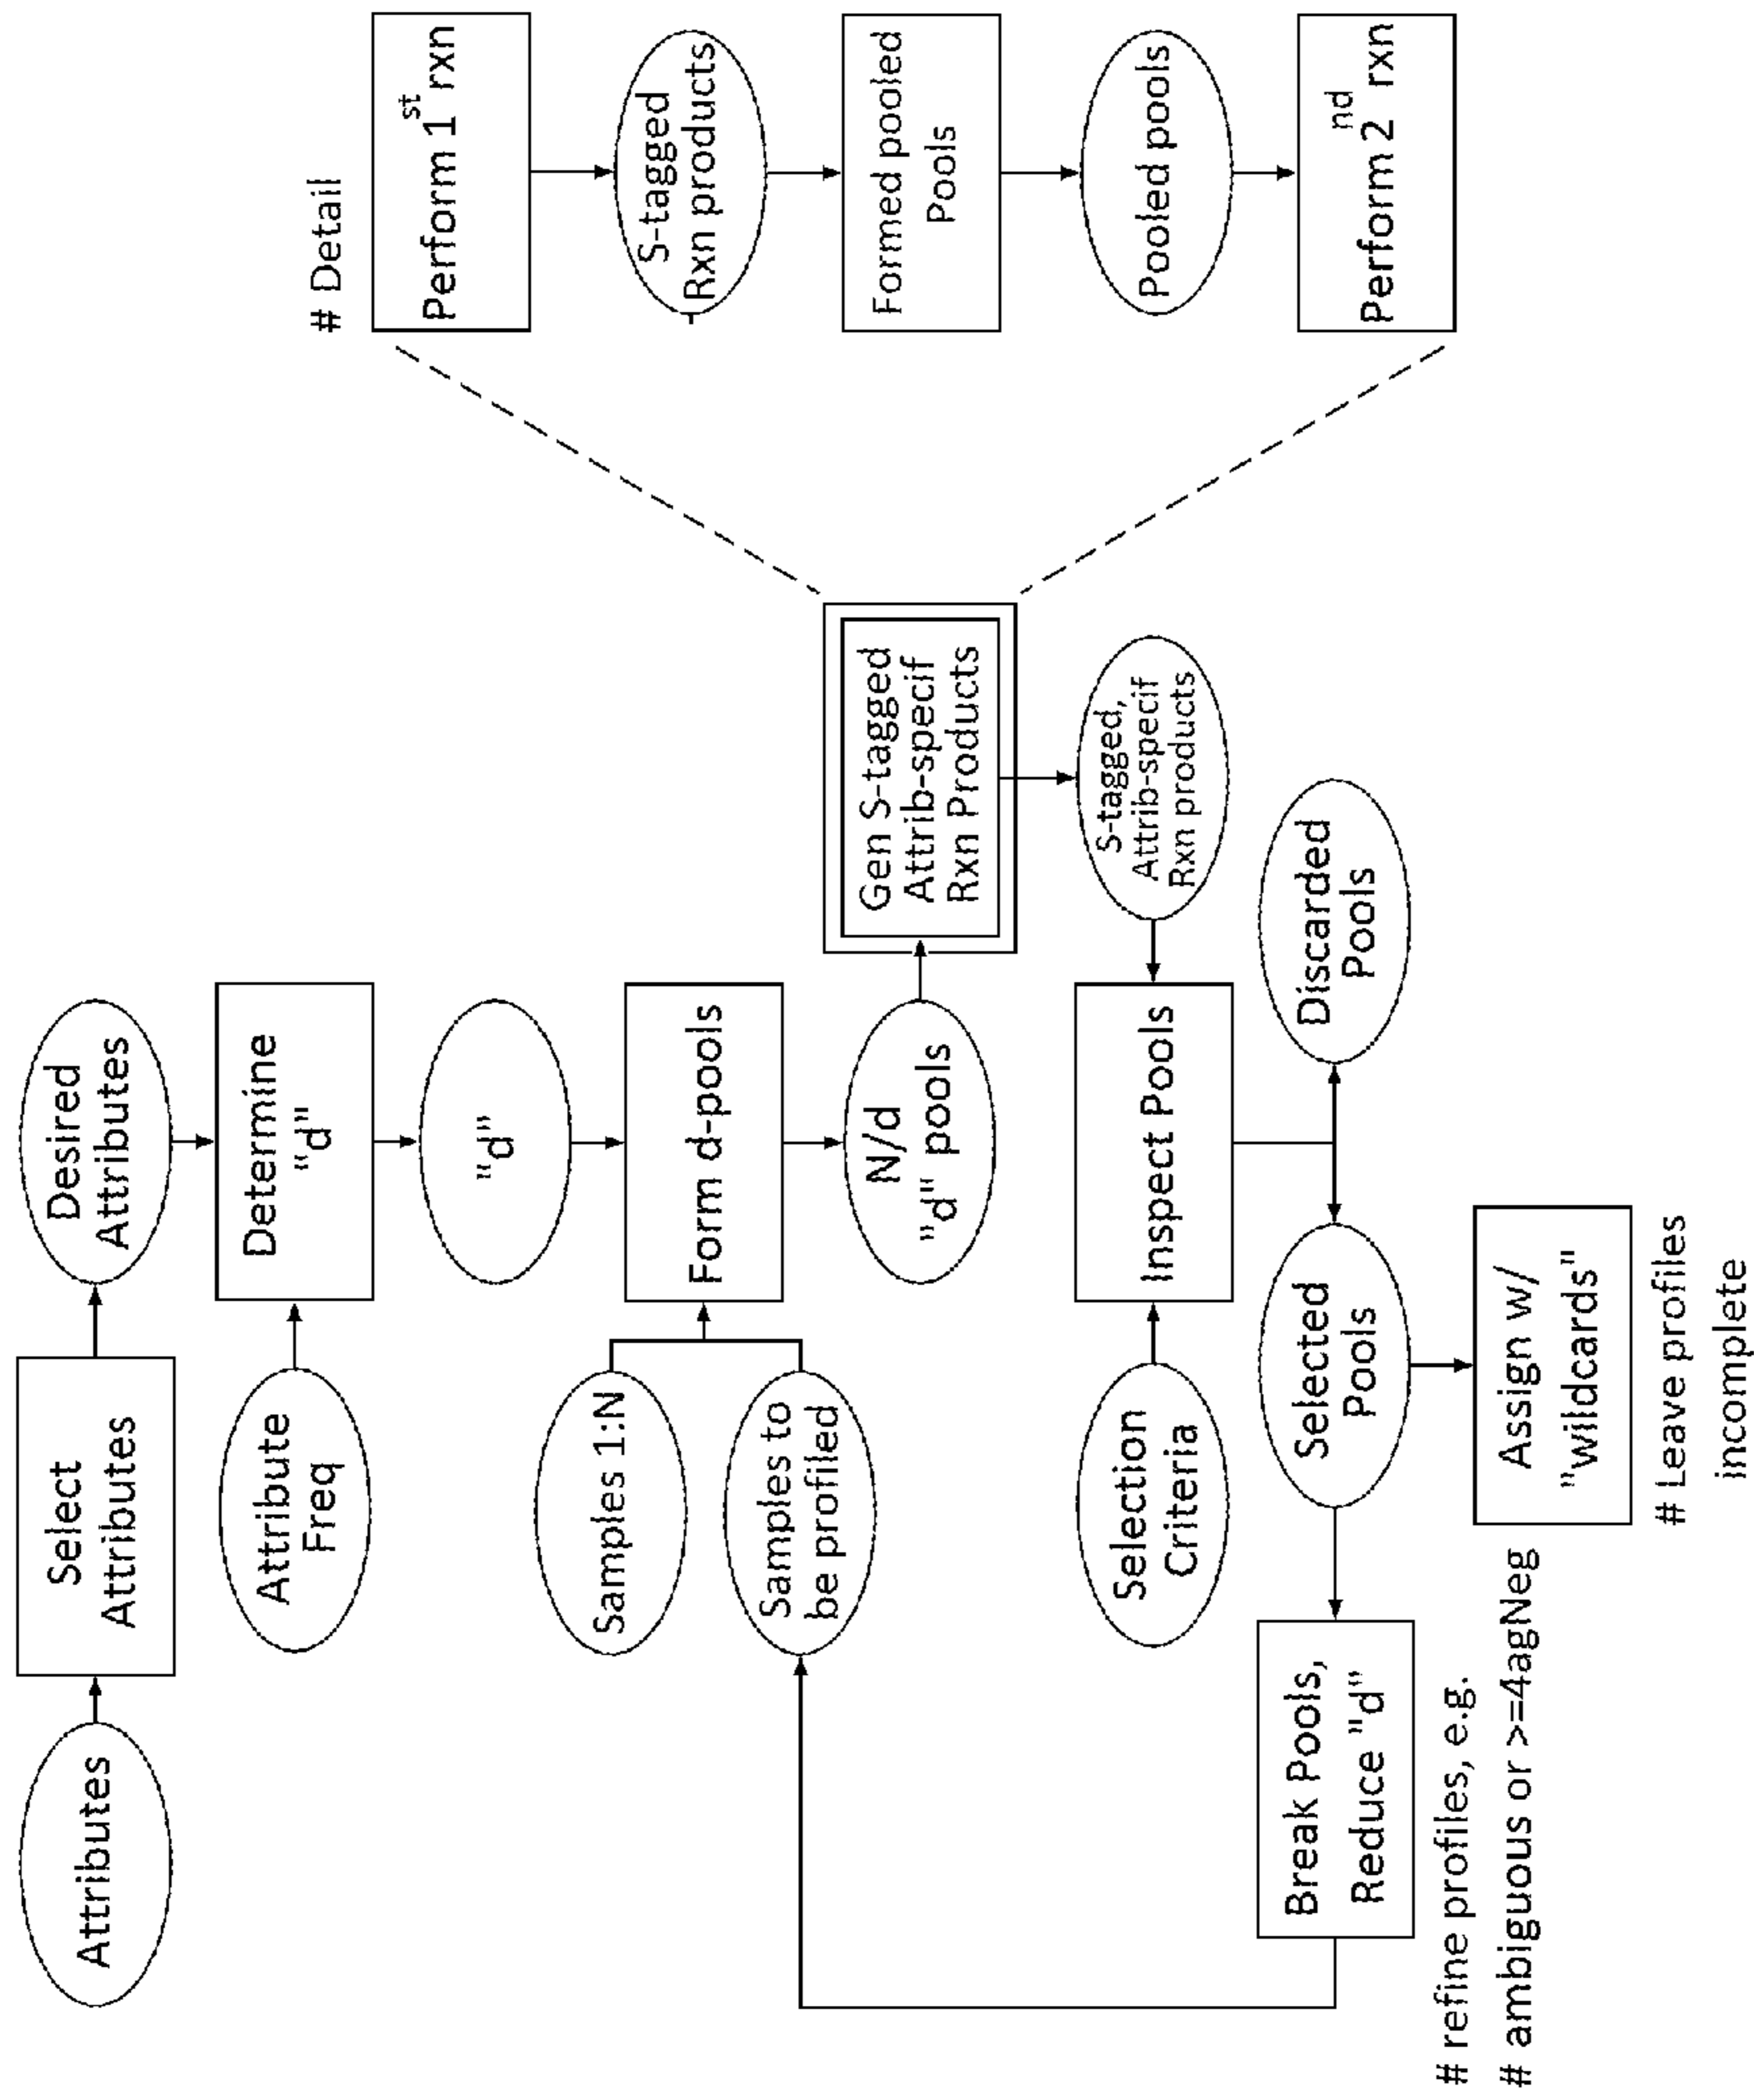 Attributes
Select
Attributes
Desired
Attributes
Attribute
Freq
Determine
"d"
"d"
Samples 1:N
Samples to
be profiled
Form d-pools
N/d
"d" pools
Gen S-tagged
Attrib-specif
Rxn Products
S-tagged,
Attrib-specif
Rxn products
Selection
Criteria
Inspect Pools
Selected
Pools
Discarded
Pools
Break Pools,
Reduce "d"
# refine profiles, e.g.
# ambiguous or >=4agNeg
Assign w/
"wildcards"
# Leave profiles
incomplete
# Detail
Perform 1st rxn
S-tagged
Rxn products
Formed pooled
Pools
Pooled pools
Perform 2nd rxn